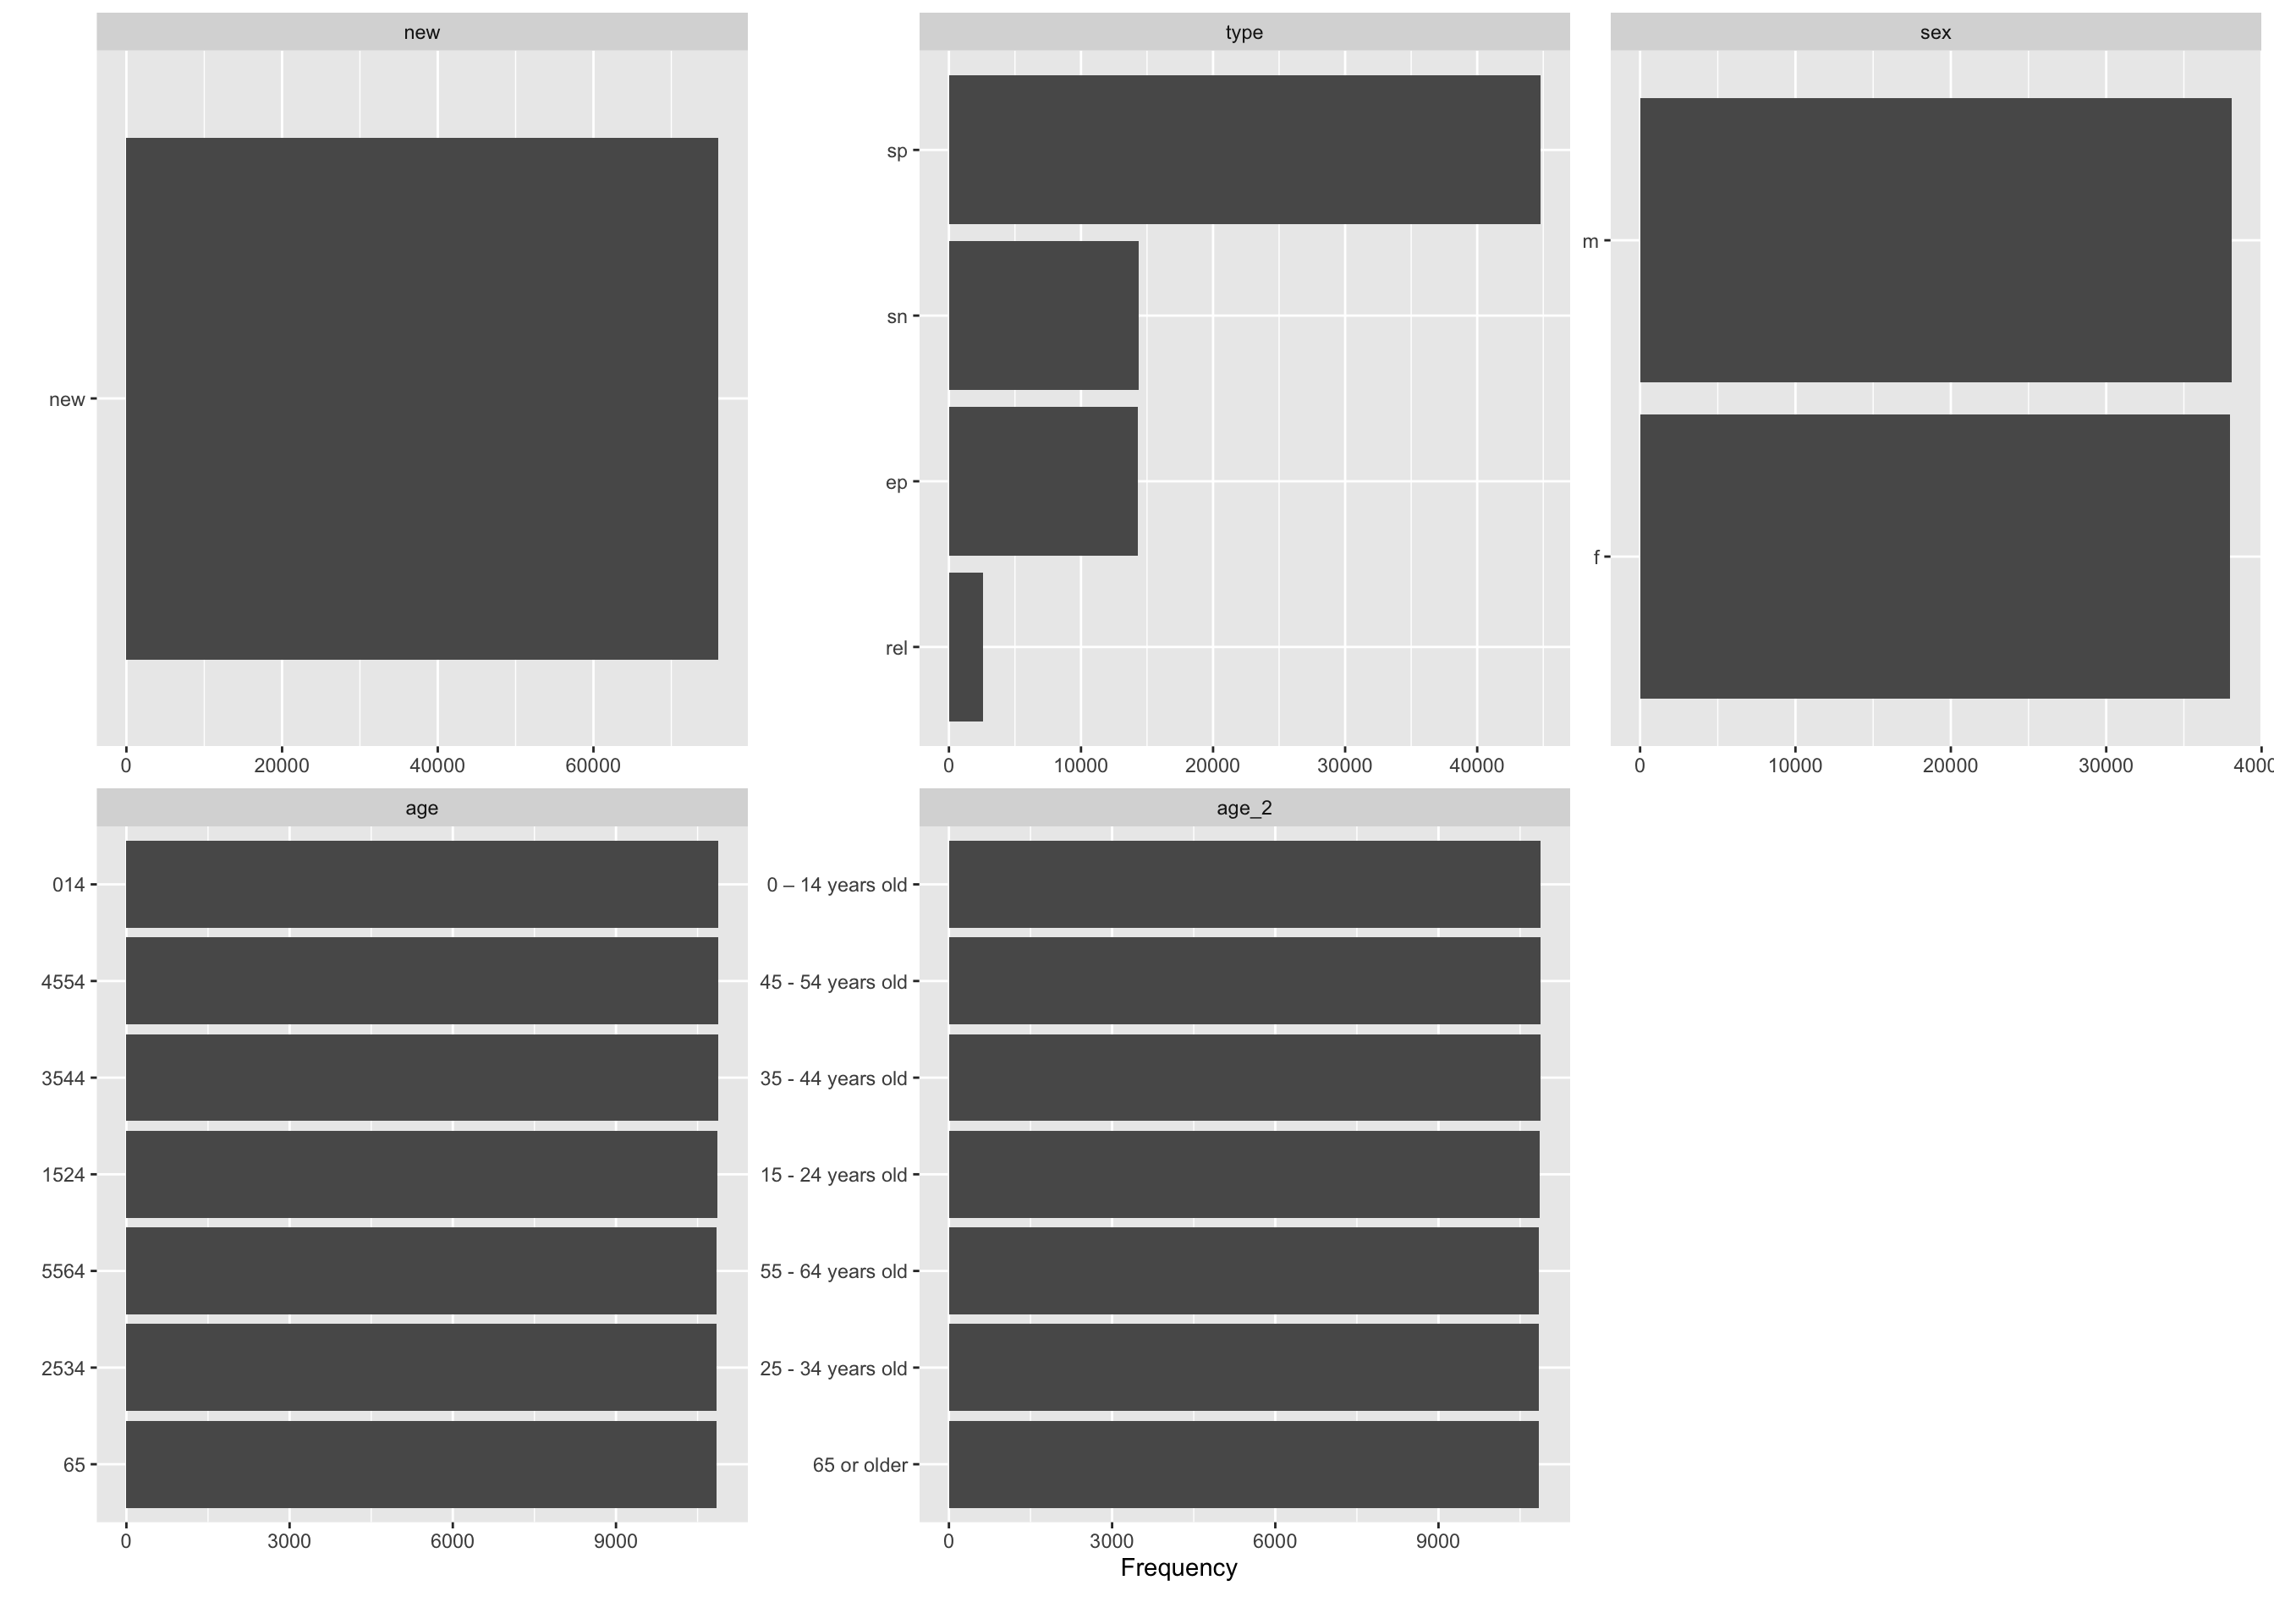 new
type
sex
new
0 20000 40000 60000
sp
sn
ep
rel
0 10000 20000 30000 40000
m
f
0 10000 20000 30000 4000
age
age_2
014
4554
3544
1524
5564
2534
65
0 3000 6000 9000
0 – 14 years old
45 - 54 years old
35 - 44 years old
15 - 24 years old
55 - 64 years old
25 - 34 years old
65 or older
0 3000 6000 9000
Frequency